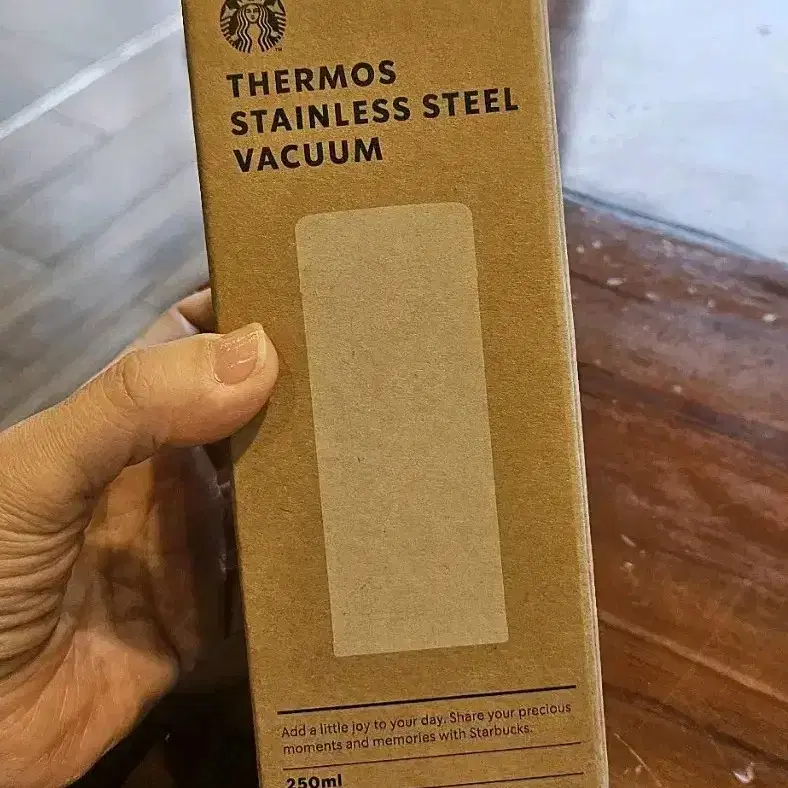 THERMOS
STAINLESS STEEL
VACUUM
Add a little joy to your day. Share your precious
moments and memories with Starbucks.
250ml